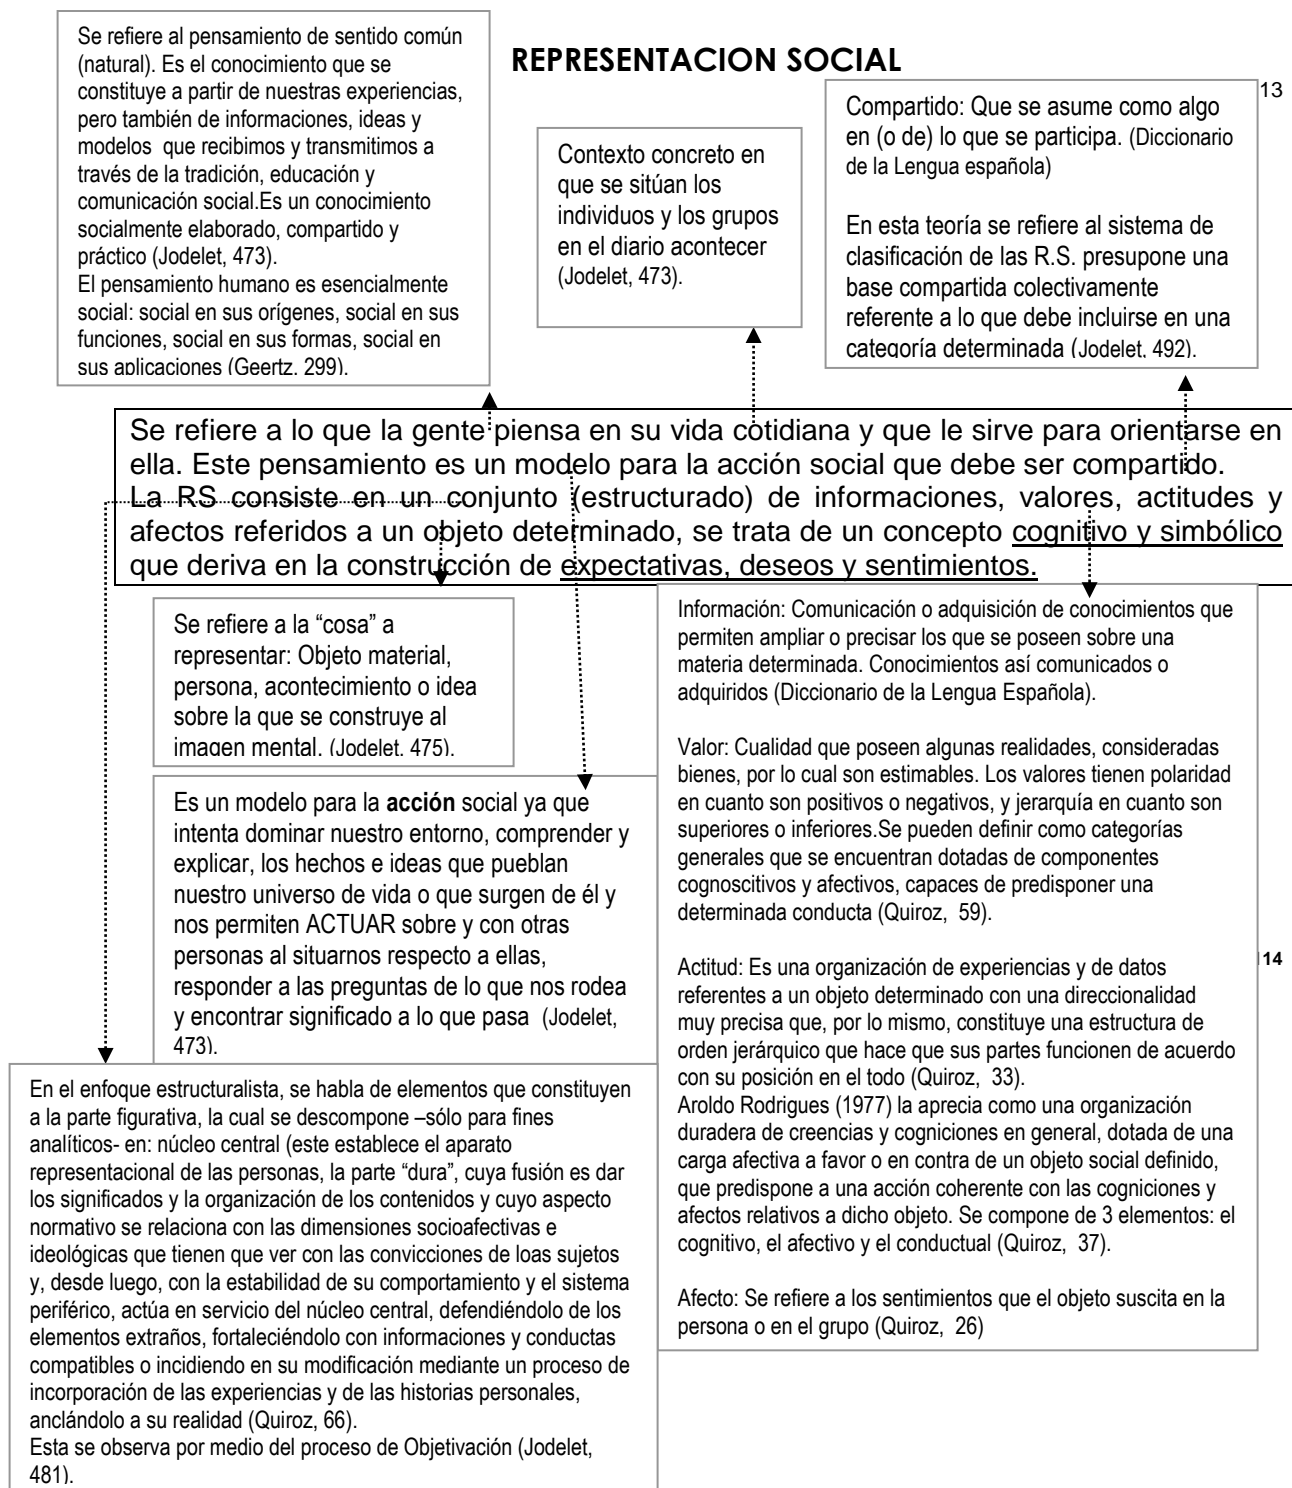 REPRESENTACION SOCIAL
13
Se refiere al pensamiento de sentido común
(natural). Es el conocimiento que se
constituye a partir de nuestras experiencias,
pero también de informaciones, ideas y
modelos que recibimos y transmitimos a
través de la tradición, educación y
comunicación social.Es un conocimiento
socialmente elaborado, compartido y
práctico (Jodelet, 473).
El pensamiento humano es esencialmente
social: social en sus orígenes, social en sus
funciones, social en sus formas, social en
sus aplicaciones (Geertz. 299).
Contexto concreto en
que se sitúan los
individuos y los grupos
en el diario acontecer
(Jodelet, 473).
Compartido: Que se asume como algo
en (o de) lo que se participa. (Diccionario
de la Lengua española)
En esta teoría se refiere al sistema de
clasificación de las R.S. presupone una
base compartida colectivamente
referente a lo que debe incluirse en una
categoría determinada (Jodelet, 492).
Se refiere a lo que la gente piensa en su vida cotidiana y que le sirve para orientarse en
ella. Este pensamiento es un modelo para la acción social que debe ser compartido.
La RS consiste en un conjunto (estructurado) de informaciones, valores, actitudes y
afectos referidos a un objeto determinado, se trata de un concepto cognitivo y simbólico
que deriva en la construcción de expectativas, deseos y sentimientos.
Se refiere a la “cosa” a
representar: Objeto material,
persona, acontecimiento o idea
sobre la que se construye al
imagen mental. (Jodelet. 475).
Es un modelo para la acción social ya que
intenta dominar nuestro entorno, comprender y
explicar, los hechos e ideas que pueblan
nuestro universo de vida o que surgen de él y
nos permiten ACTUAR sobre y con otras
personas al situarnos respecto a ellas,
responder a las preguntas de lo que nos rodea
y encontrar significado a lo que pasa (Jodelet,
473).
En el enfoque estructuralista, se habla de elementos que constituyen
a la parte figurativa, la cual se descompone –sólo para fines
analíticos- en: núcleo central (este establece el aparato
representacional de las personas, la parte “dura”, cuya fusión es dar
los significados y la organización de los contenidos y cuyo aspecto
normativo se relaciona con las dimensiones socioafectivas e
ideológicas que tienen que ver con las convicciones de loas sujetos
y, desde luego, con la estabilidad de su comportamiento y el sistema
periférico, actúa en servicio del núcleo central, defendiéndolo de los
elementos extraños, fortaleciéndolo con informaciones y conductas
compatibles o incidiendo en su modificación mediante un proceso de
incorporación de las experiencias y de las historias personales,
anclándolo a su realidad (Quiroz, 66).
Esta se observa por medio del proceso de Objetivación (Jodelet,
481).
Información: Comunicación o adquisición de conocimientos que
permiten ampliar o precisar los que se poseen sobre una
materia determinada. Conocimientos así comunicados o
adquiridos (Diccionario de la Lengua Española).
Valor: Cualidad que poseen algunas realidades, consideradas
bienes, por lo cual son estimables. Los valores tienen polaridad
en cuanto son positivos o negativos, y jerarquía en cuanto son
superiores o inferiores.Se pueden definir como categorías
generales que se encuentran dotadas de componentes
cognoscitivos y afectivos, capaces de predisponer una
determinada conducta (Quiroz, 59).
Actitud: Es una organización de experiencias y de datos
referentes a un objeto determinado con una direccionalidad
muy precisa que, por lo mismo, constituye una estructura de
orden jerárquico que hace que sus partes funcionen de acuerdo
con su posición en el todo (Quiroz, 33).
Aroldo Rodrigues (1977) la aprecia como una organización
duradera de creencias y cogniciones en general, dotada de una
carga afectiva a favor o en contra de un objeto social definido,
que predispone a una acción coherente con las cogniciones y
afectos relativos a dicho objeto. Se compone de 3 elementos: el
cognitivo, el afectivo y el conductual (Quiroz, 37).
Afecto: Se refiere a los sentimientos que el objeto suscita en la
persona o en el grupo (Quiroz, 26)
14